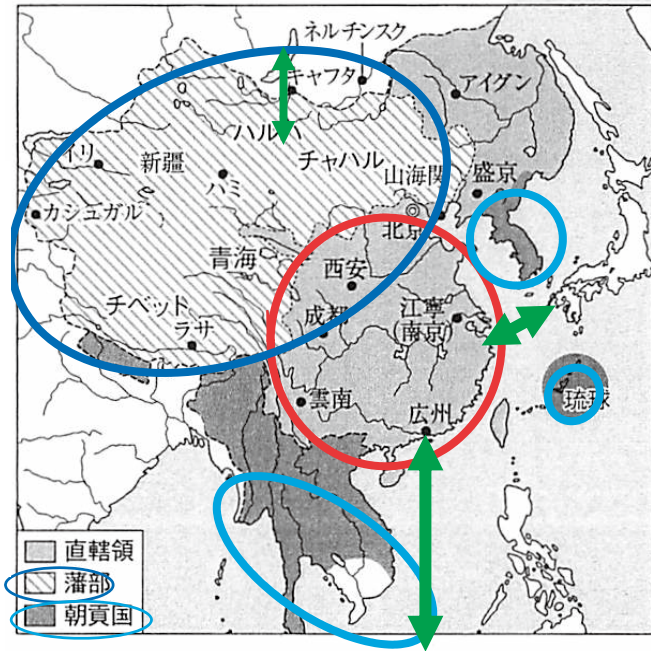 ネルチンスク
キャフタ
アイグン
ハルハ
イリ
新疆
チャハル
ハミ
山海関
盛京
カシュガル
北京
青海
西安
チベット
ラサ
成都
江寧
南京
雲南
広州
琉球
直轄領
藩部
朝貢国